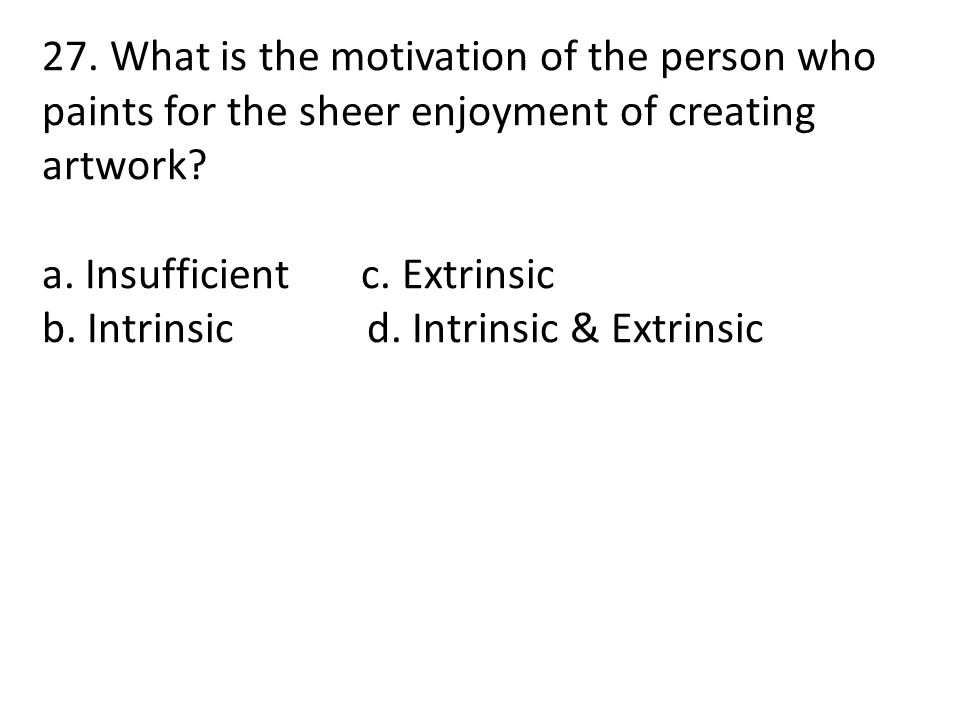 27. What is the motivation of the person who
paints for the sheer enjoyment of creating
artwork?
a. Insufficient c. Extrinsic
b. Intrinsic d. Intrinsic & Extrinsic